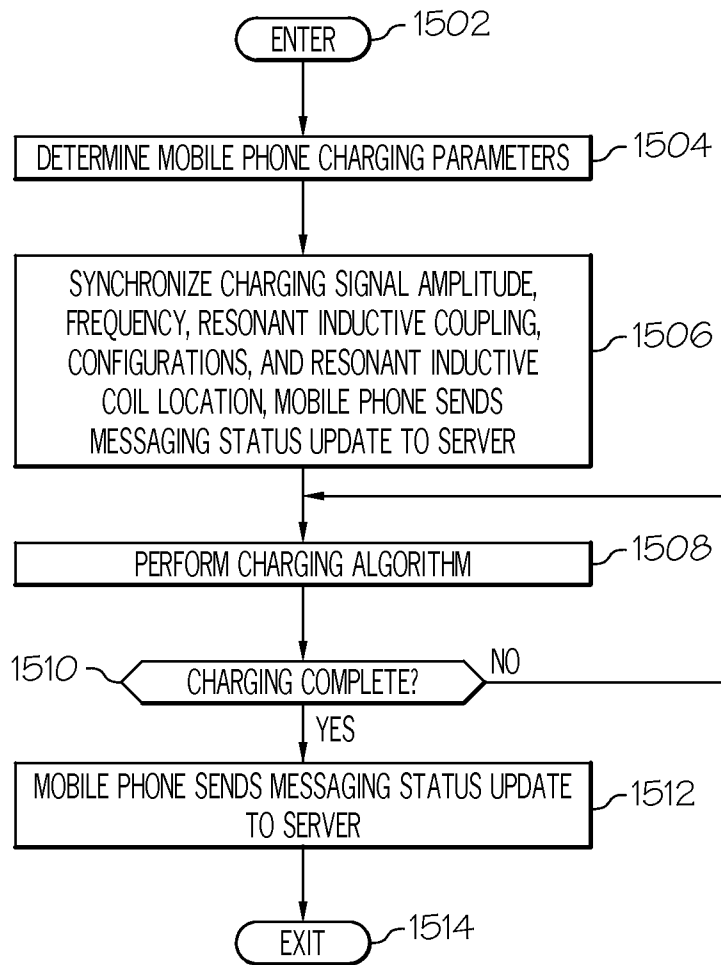 ENTER
1502
DETERMINE MOBILE PHONE CHARGING PARAMETERS
1504
SYNCHRONIZE CHARGING SIGNAL AMPLITUDE,
FREQUENCY, RESONANT INDUCTIVE COUPLING,
CONFIGURATIONS, AND RESONANT INDUCTIVE
COIL LOCATION, MOBILE PHONE SENDS
MESSAGING STATUS UPDATE TO SERVER
1506
PERFORM CHARGING ALGORITHM
1508
1510
CHARGING COMPLETE?
NO
YES
MOBILE PHONE SENDS MESSAGING STATUS UPDATE
TO SERVER
1512
EXIT
1514